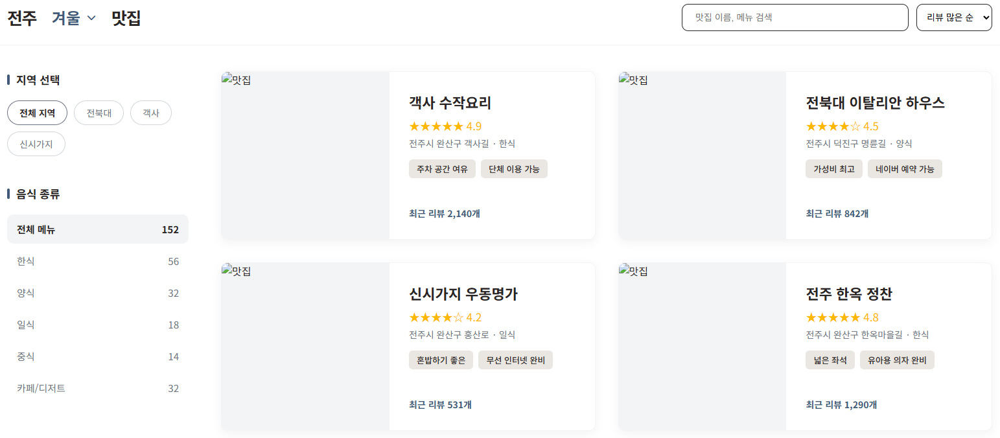 전주 겨울 맛집
맛집 이름, 메뉴 검색
리뷰 많은 순
지역 선택
전체 지역 전북대 객사
신시가지
음식 종류
전체 메뉴 152
한식 56
양식 32
일식 18
중식 14
카페/디저트 32
맛집
객사 수작요리
★★★★★ 4.9
전주시 완산구 객사길 · 한식
주차 공간 여유 단체 이용 가능
최근 리뷰 2,140개
맛집
전북대 이탈리안 하우스
★★★★☆ 4.5
전주시 덕진구 명륜길 · 양식
가성비 최고 네이버 예약 가능
최근 리뷰 842개
맛집
신시가지 우동명가
★★★★☆ 4.2
전주시 완산구 홍산로 · 일식
혼밥하기 좋은 무선 인터넷 완비
최근 리뷰 531개
맛집
전주 한옥 정찬
★★★★★ 4.8
전주시 완산구 한옥마을길 · 한식
넓은 좌석 유아용 의자 완비
최근 리뷰 1,290개